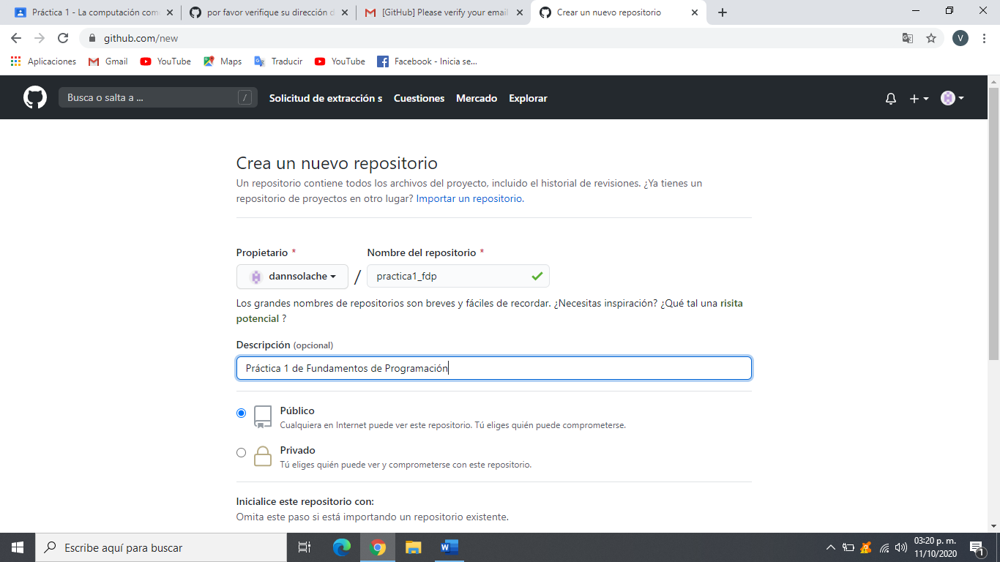 Práctica 1 - La computación com
por favor verifique su dirección d
[GitHub] Please verify your email
Crear un nuevo repositorio
github.com/new
V
Aplicaciones
Gmail
YouTube
Maps
Traducir
YouTube
Facebook - Inicia se...
Busca o salta a ...
/
Solicitud de extracción s
Cuestiones
Mercado
Explorar
Crea un nuevo repositorio
Un repositorio contiene todos los archivos del proyecto, incluido el historial de revisiones. ¿Ya tienes un
repositorio de proyectos en otro lugar? Importar un repositorio.
Propietario *
Nombre del repositorio *
dannsolache
/
practica1_fdp
Los grandes nombres de repositorios son breves y fáciles de recordar. ¿Necesitas inspiración? ¿Qué tal una risita
potencial ?
Descripción (opcional)
Práctica 1 de Fundamentos de Programación
Público
Cualquiera en Internet puede ver este repositorio. Tú eliges quién puede comprometerse.
Privado
Tú eliges quién puede ver y comprometerse con este repositorio.
Inicialice este repositorio con:
Omita este paso si está importando un repositorio existente.
Escribe aquí para buscar
03:20 p. m.
11/10/2020
1